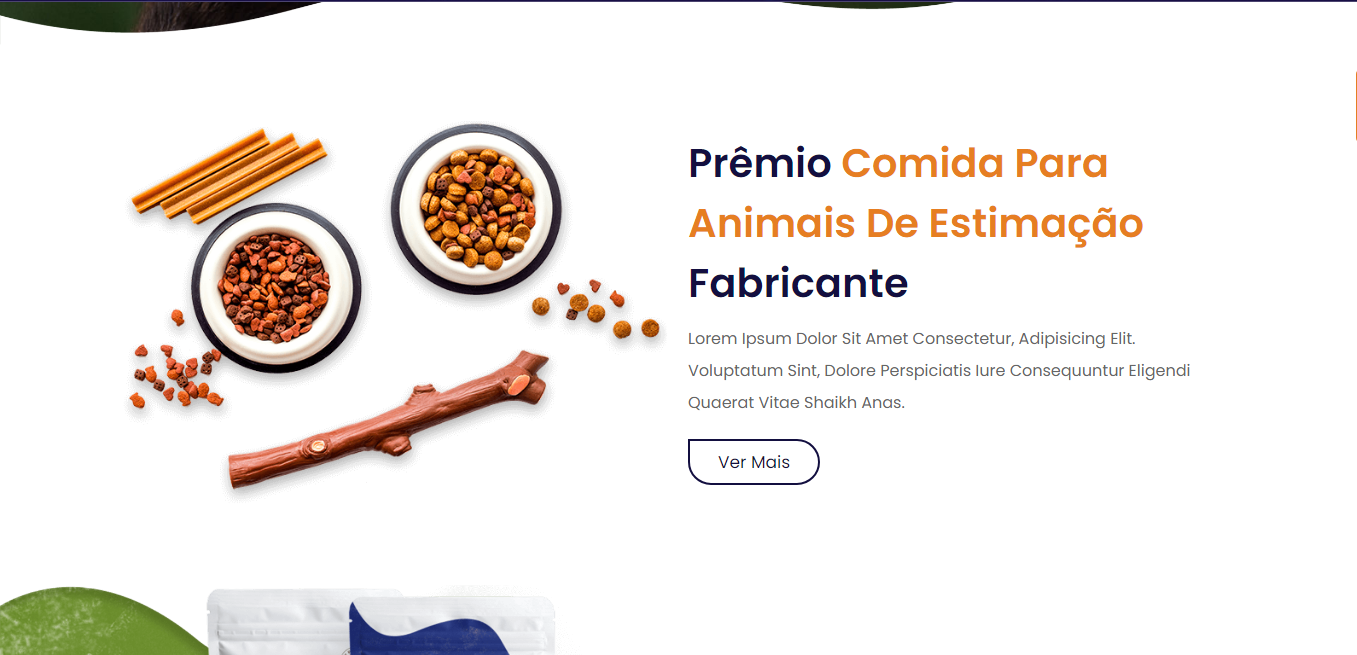 Prêmio Comida Para
Animais De Estimação
Fabricante
Lorem Ipsum Dolor Sit Amet Consectetur, Adipisicing Elit.
Voluptatum Sint, Dolore Perspiciatis Iure Consequuntur Eligendi
Quaerat Vitae Shaikh Anas.
Ver Mais